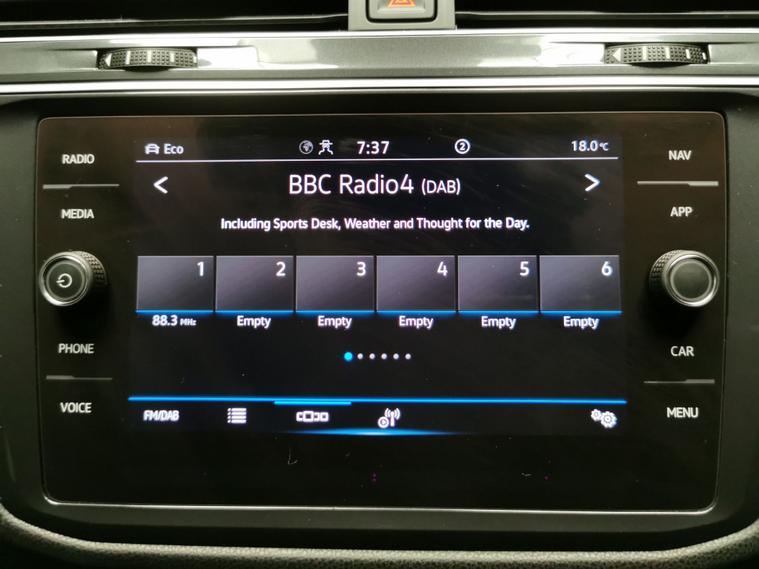 Eco 7:37 2 18.0°C
RADIO NAV
< BBC Radio4 (DAB) >
MEDIA APP
Including Sports Desk, Weather and Thought for the Day.
1 2 3 4 5 6
88.3 MHz Empty Empty Empty Empty Empty
PHONE CAR
VOICE MENU
FM/DAB